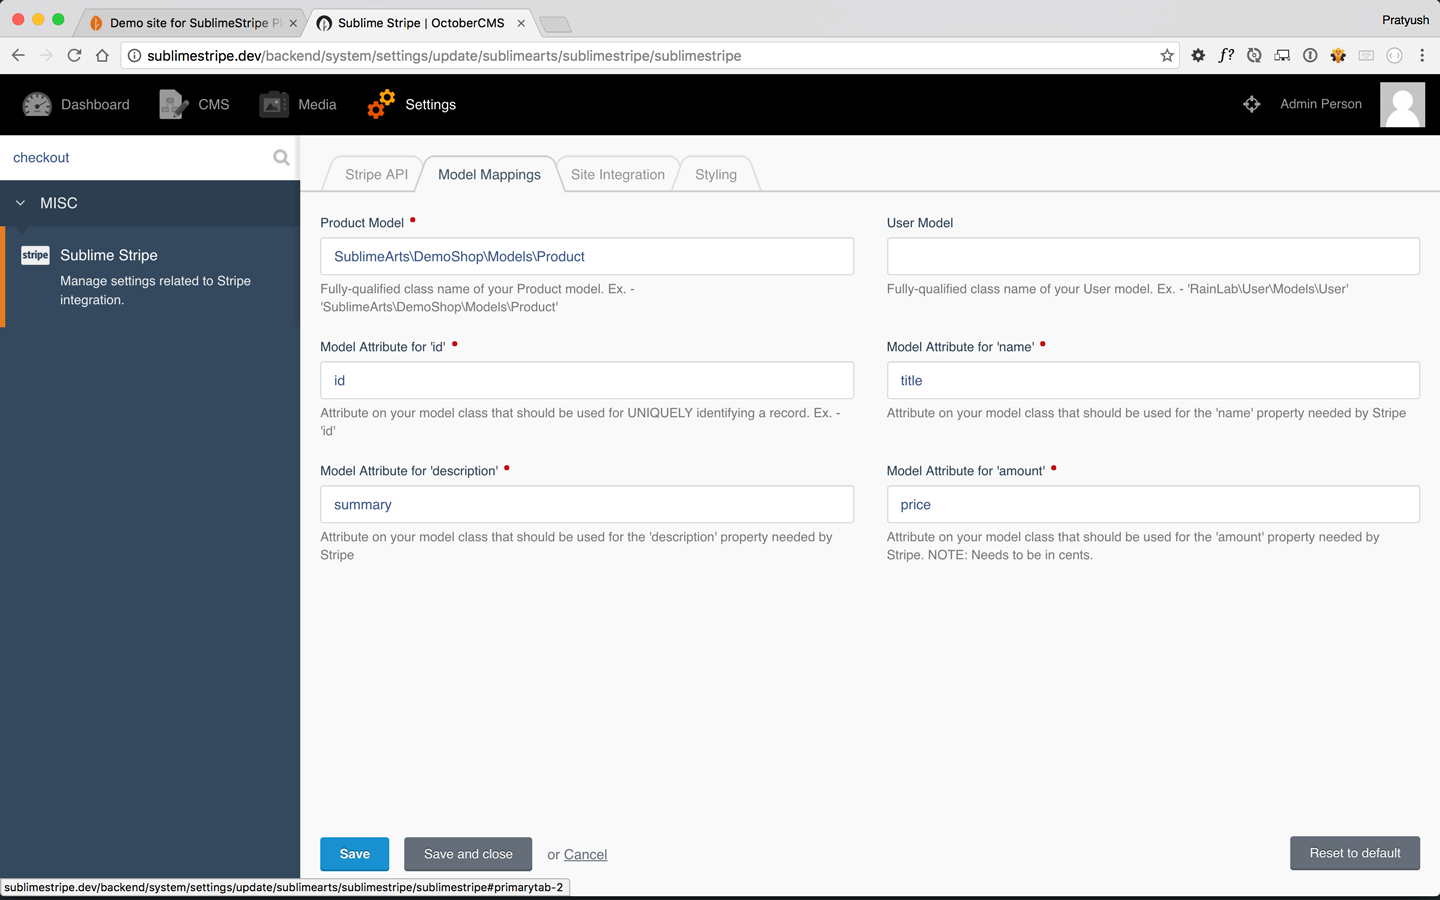 Pratyush
Demo site for SublimeStripe
Sublime Stripe | OctoberCMS
sublimestripe.dev/backend/system/settings/update/sublimearts/sublimestripe/sublimestripe
f?
Dashboard
CMS
Media
Settings
Admin Person
checkout
MISC
stripe
Sublime Stripe
Manage settings related to Stripe
integration.
Stripe API
Model Mappings
Site Integration
Styling
Product Model
SublimeArts\DemoShop\Models\Product
Fully-qualified class name of your Product model. Ex. -
'SublimeArts\DemoShop\Models\Product'
User Model
Fully-qualified class name of your User model. Ex. - 'RainLab\User\Models\User'
Model Attribute for 'id'
id
Attribute on your model class that should be used for UNIQUELY identifying a record. Ex. -
'id'
Model Attribute for 'name'
title
Attribute on your model class that should be used for the 'name' property needed by Stripe
Model Attribute for 'description'
summary
Attribute on your model class that should be used for the 'description' property needed by
Stripe
Model Attribute for 'amount'
price
Attribute on your model class that should be used for the 'amount' property needed by
Stripe. NOTE: Needs to be in cents.
Save
Save and close
or Cancel
Reset to default
sublimestripe.dev/backend/system/settings/update/sublimearts/sublimestripe/sublimestripe#primarytab-2